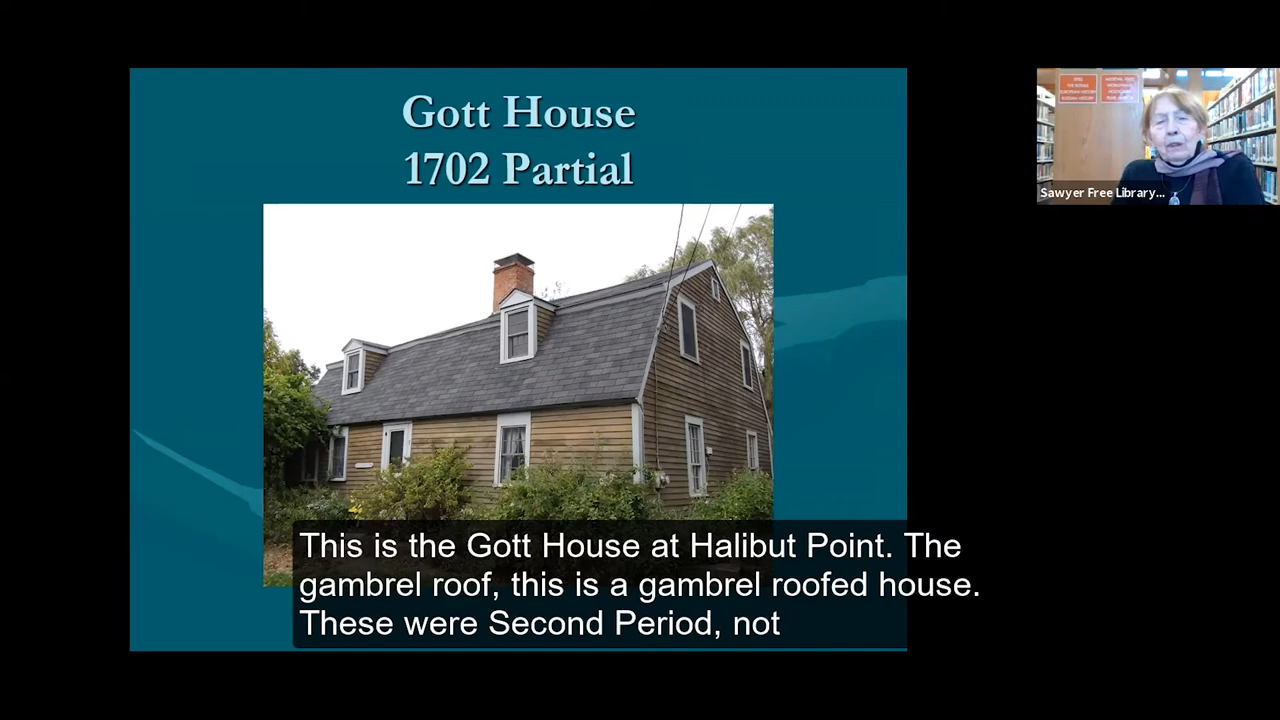 Gott House
1702 Partial
Sawyer Free Library...
This is the Gott House at Halibut Point. The
gambrel roof, this is a gambrel roofed house.
These were Second Period, not